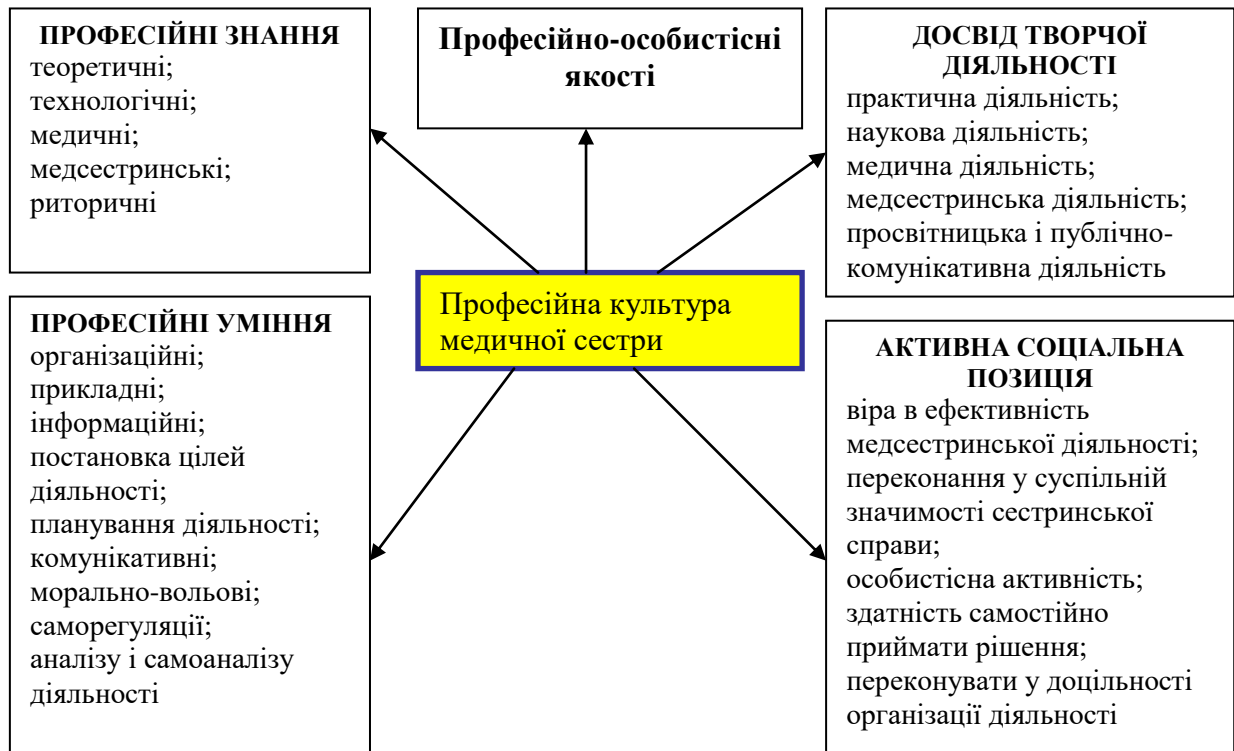 ПРОФЕСІЙНІ ЗНАННЯ
теоретичні;
технологічні;
медичні;
медсестринські;
риторичні
Професійно-особистісні
якості
ДОСВІД ТВОРЧОЇ
ДІЯЛЬНОСТІ
практична діяльність;
наукова діяльність;
медична діяльність;
медсестринська діяльність;
просвітницька і публічно-
комунікативна діяльність
Професійна культура
медичної сестри
ПРОФЕСІЙНІ УМІННЯ
організаційні;
прикладні;
інформаційні;
постановка цілей
діяльності;
планування діяльності;
комунікативні;
морально-вольові;
саморегуляції;
аналізу і самоаналізу
діяльності
АКТИВНА СОЦІАЛЬНА
ПОЗИЦІЯ
віра в ефективність
медсестринської діяльності;
переконання у суспільній
значимості сестринської
справи;
особистісна активність;
здатність самостійно
приймати рішення;
переконувати у доцільності
організації діяльності